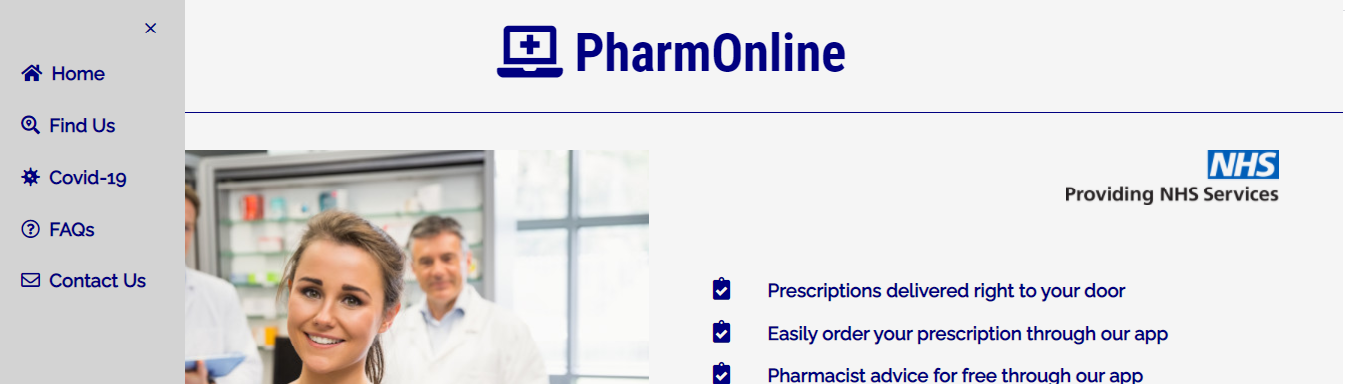 PharmOnline
Home
Find Us
Covid-19
FAQs
Contact Us
NHS
Providing NHS Services
Prescriptions delivered right to your door
Easily order your prescription through our app
Pharmacist advice for free through our app